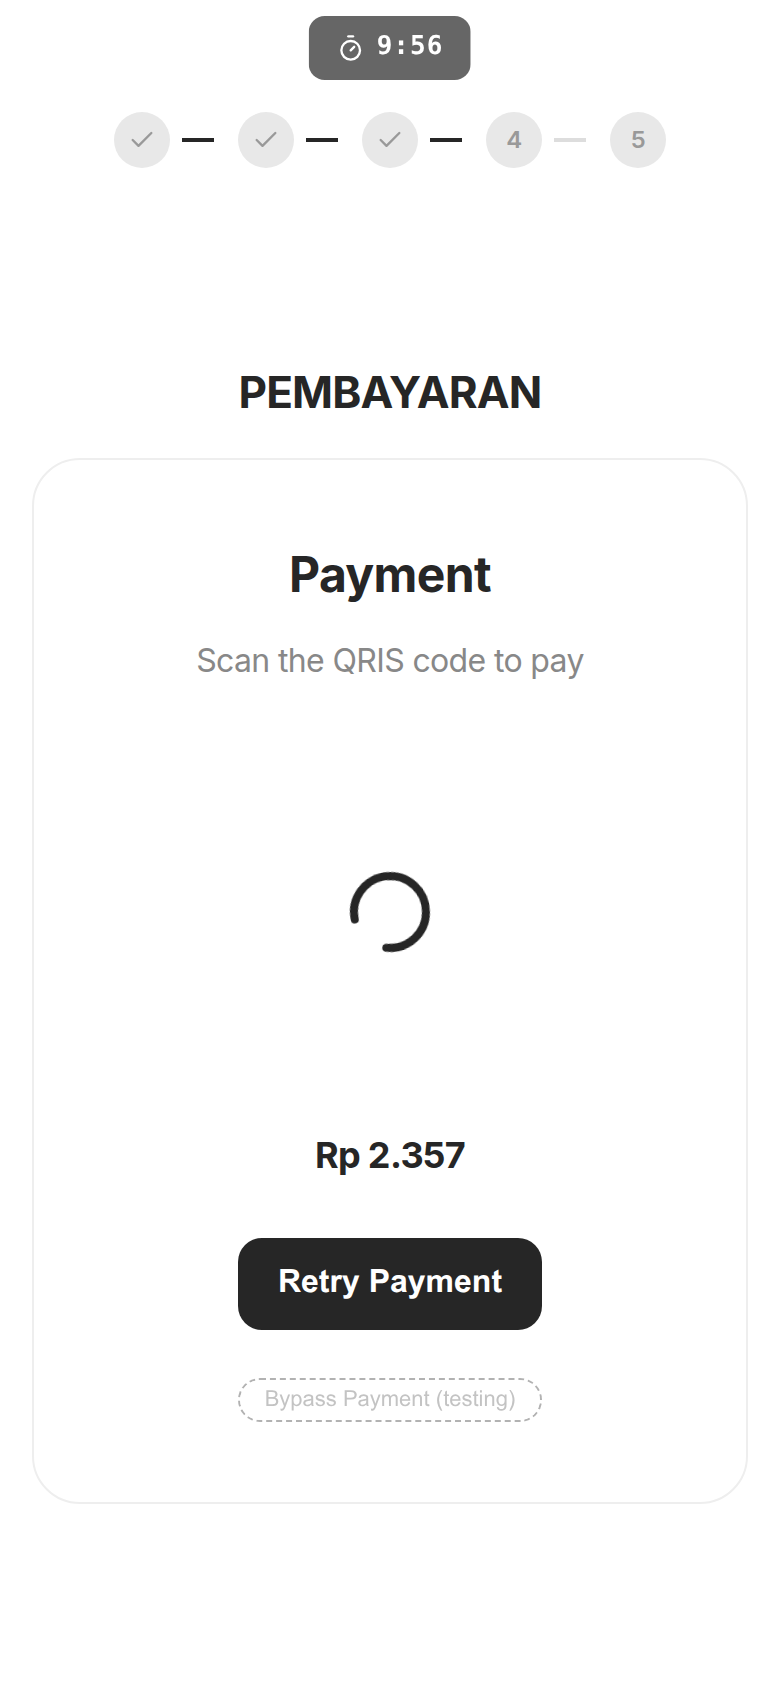 9:56
4
5
PEMBAYARAN
Payment
Scan the QRIS code to pay
Rp 2.357
Retry Payment
Bypass Payment (testing)